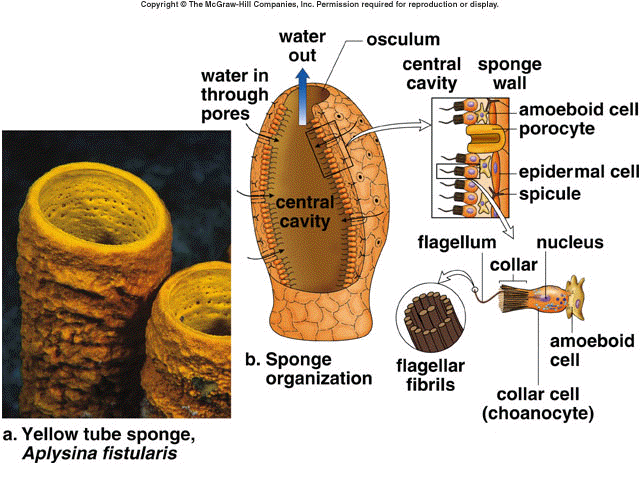 Copyright © The McGraw-Hill Companies, Inc. Permission required for reproduction or display.
water
out
osculum
water in
through
pores
central
cavity
central
cavity
sponge
wall
amoeboid cell
porocyte
epidermal cell
spicule
flagellum
nucleus
collar
amoeboid
cell
flagellar
fibrils
collar cell
(choanocyte)
b. Sponge
organization
a. Yellow tube sponge,
Aplysina fistularis